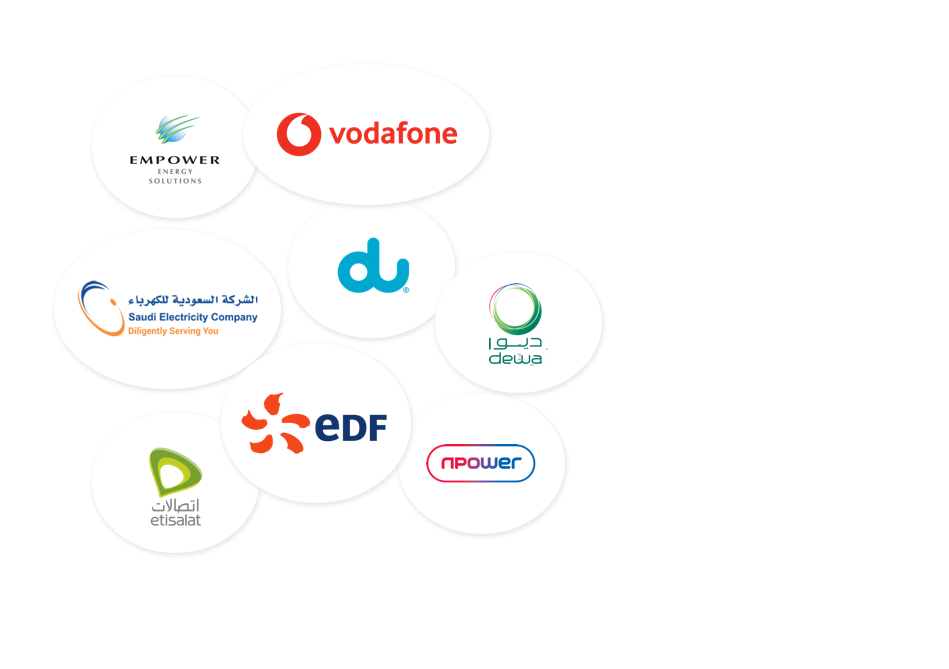 EMPOWER
ENERGY
SOLUTIONS
vodafone
du®
الشركة السعودية للكهرباء
Saudi Electricity Company
Diligently Serving You
ديوا
dewa
eDF
npower
اتصالات
etisalat